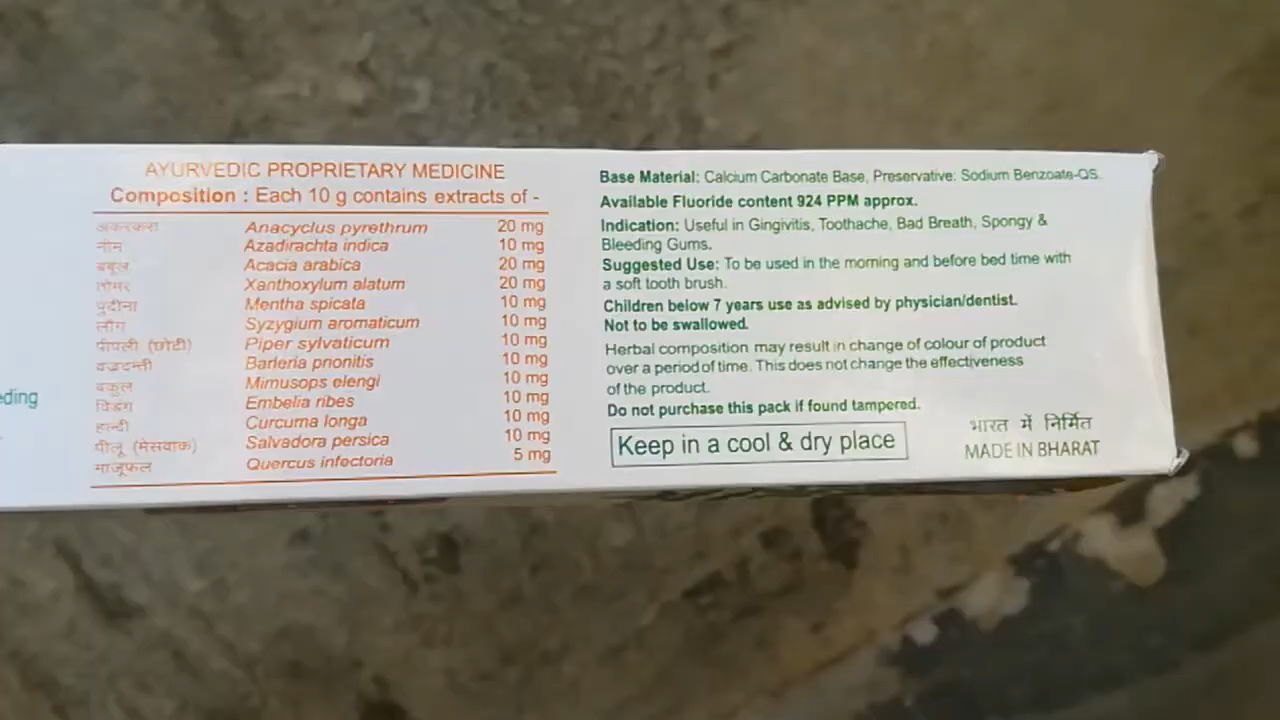 AYURVEDIC PROPRIETARY MEDICINE
Composition : Each 10 g contains extracts of -
अकरकरा Anacyclus pyrethrum 20 mg
नीम Azadirachta indica 10 mg
बबूल Acacia arabica 20 mg
तोमर Xanthoxylum alatum 20 mg
पुदीना Mentha spicata 10 mg
लौंग Syzygium aromaticum 10 mg
पीपली (छोटी) Piper sylvaticum 10 mg
वज्रदन्ती Barleria prionitis 10 mg
बकुल Mimusops elengi 10 mg
विडंग Embelia ribes 10 mg
हल्दी Curcuma longa 10 mg
पीलू (मेसवाक) Salvadora persica 10 mg
माजूफल Quercus infectoria 5 mg
eding
Base Material: Calcium Carbonate Base, Preservative: Sodium Benzoate-QS.
Available Fluoride content 924 PPM approx.
Indication: Useful in Gingivitis, Toothache, Bad Breath, Spongy &
Bleeding Gums.
Suggested Use: To be used in the morning and before bed time with
a soft tooth brush.
Children below 7 years use as advised by physician/dentist.
Not to be swallowed.
Herbal composition may result in change of colour of product
over a period of time. This does not change the effectiveness
of the product.
Do not purchase this pack if found tampered.
Keep in a cool & dry place
भारत में निर्मित
MADE IN BHARAT